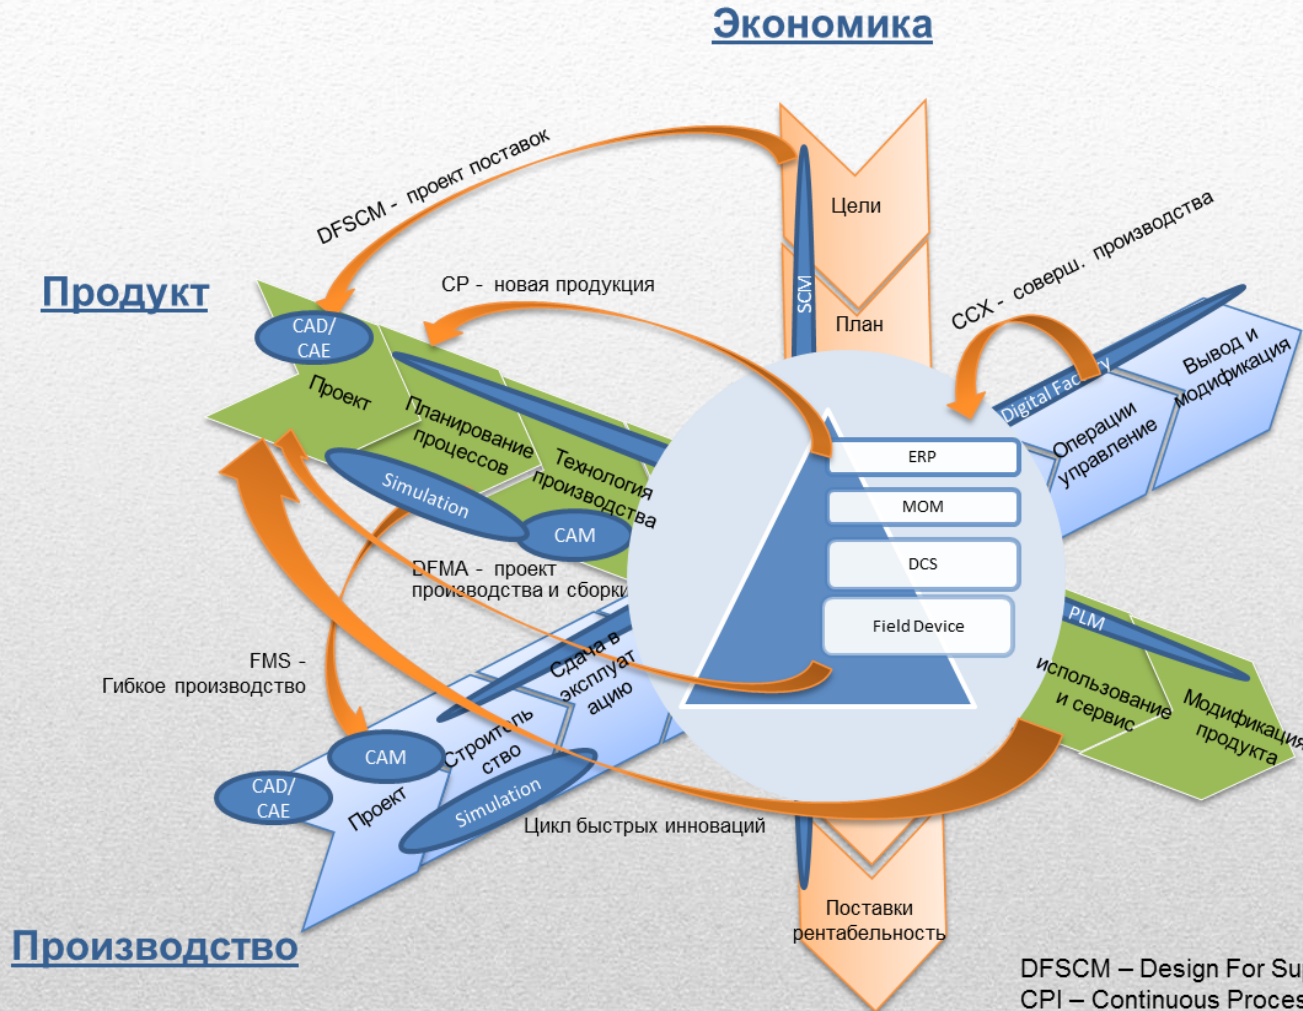 Экономика
DFSCM - проект поставок
Цели
CCX - соверш. производства
Продукт
CP - новая продукция
SCM
План
CAD/
CAE
Проект
Планирование
процессов
Технология
производства
Simulation
CAM
Digital Factory
Операции
управление
Вывод и
модификация
ERP
MOM
DCS
Field Device
DFMA - проект
производства и сборки
FMS -
Гибкое производство
Сдача в
эксплуат
ацию
Строитель
ство
CAM
CAD/
CAE
Проект
Simulation
PLM
использование
и сервис
Модификация
продукта
Цикл быстрых инноваций
Поставки
рентабельность
Производство
DFSCM – Design For Su
CPI – Continuous Proces